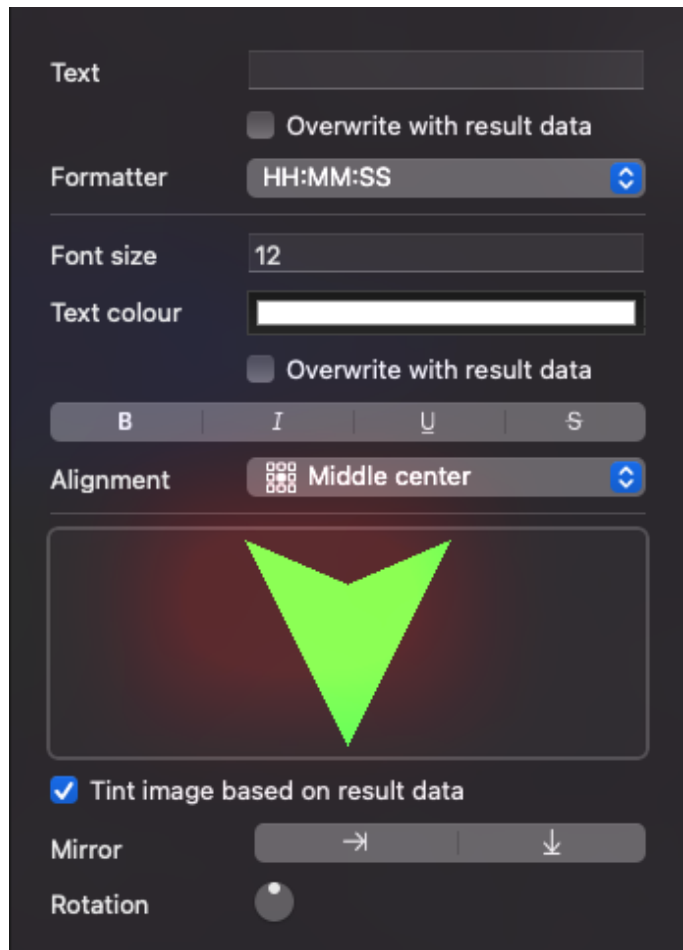 Text
Overwrite with result data
Formatter HH:MM:SS
Font size 12
Text colour
Overwrite with result data
B I U S
Alignment Middle center
Tint image based on result data
Mirror
Rotation